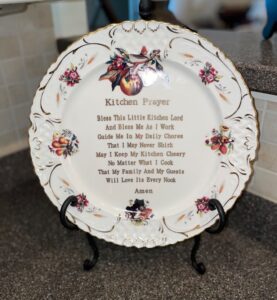 Kitchen Prayer
Bless This Little Kitchen Lord
And Bless Me As I Work
Guide Me In My Daily Chores
That I May Never Shirk
May I Keep My Kitchen Cheery
No Matter What I Cook
That My Family And My Guests
Will Love Its Every Nook
Amen